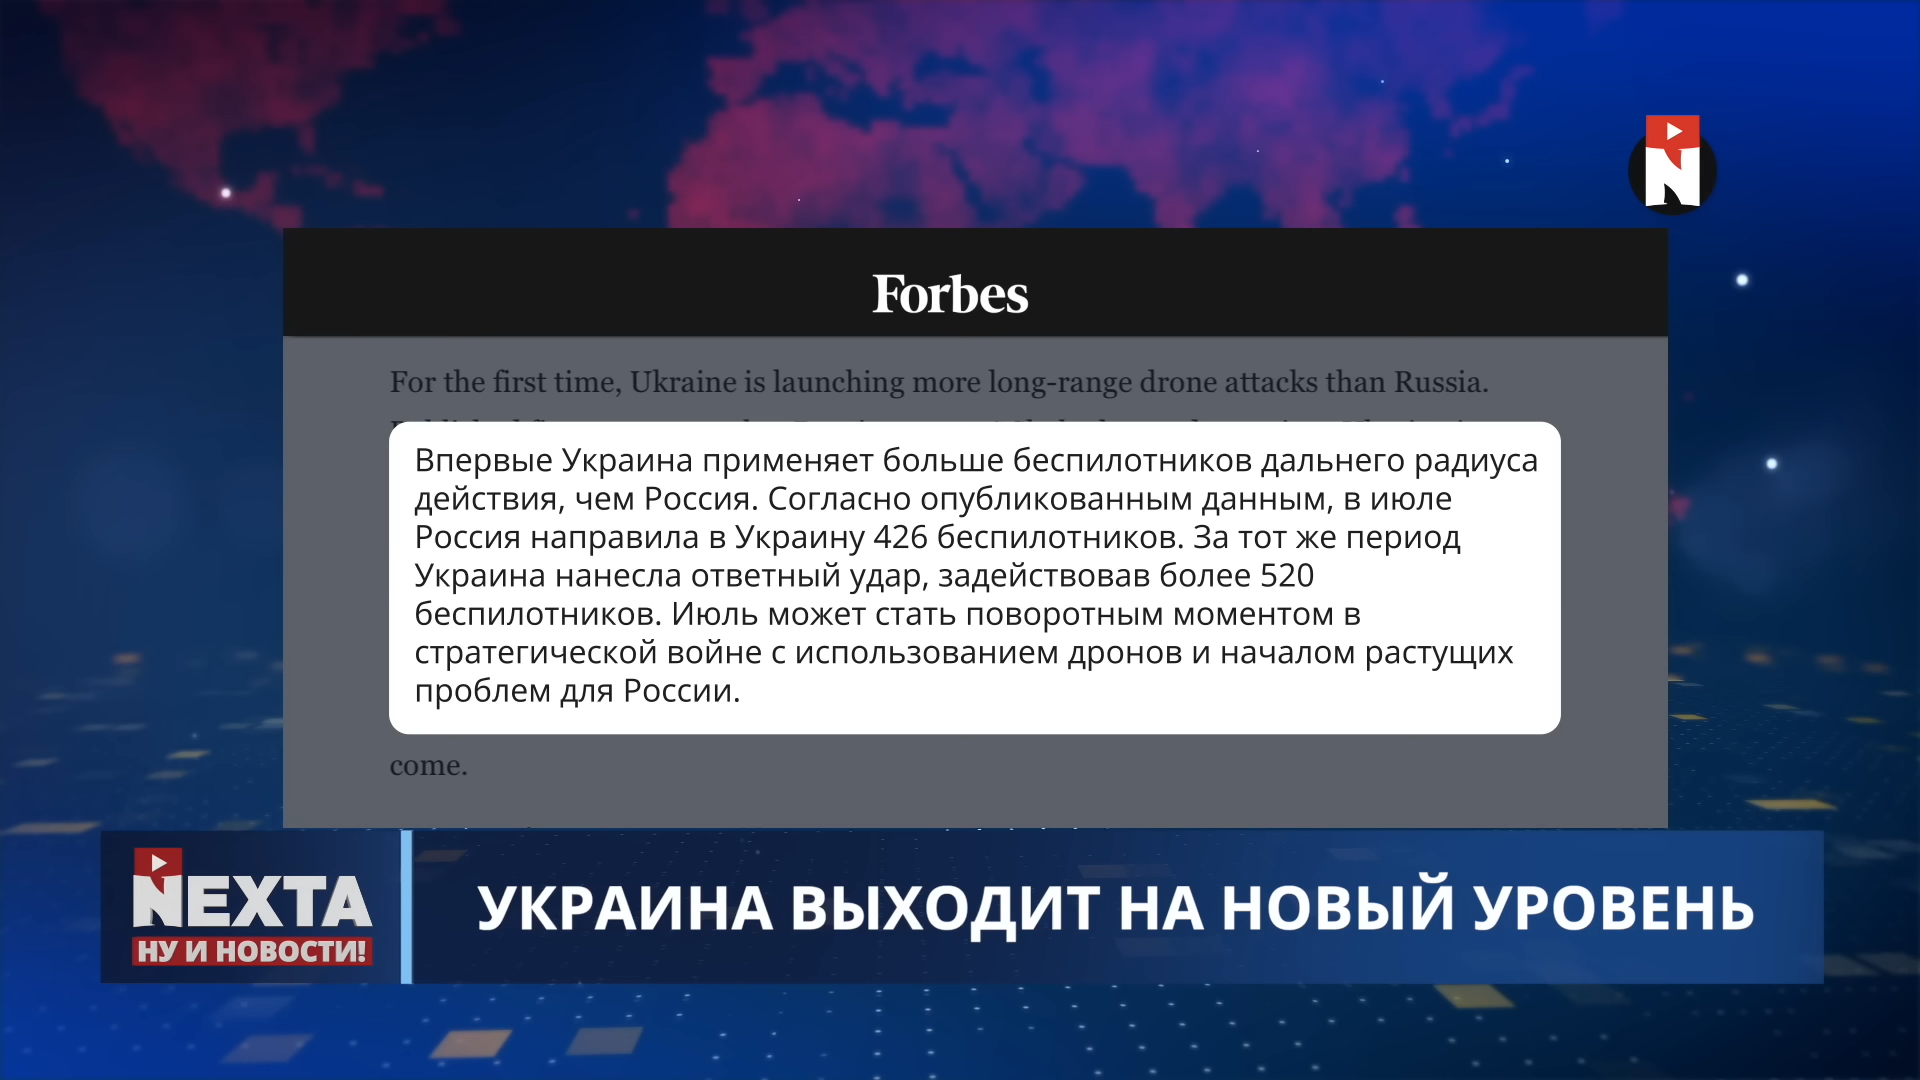 N
Forbes
For the first time, Ukraine is launching more long-range drone attacks than Russia.
Впервые Украина применяет больше беспилотников дальнего радиуса
действия, чем Россия. Согласно опубликованным данным, в июле
Россия направила в Украину 426 беспилотников. За тот же период
Украина нанесла ответный удар, задействовав более 520
беспилотников. Июль может стать поворотным моментом в
стратегической войне с использованием дронов и началом растущих
проблем для России.
come.
NEXTA
НУ И НОВОСТИ!
УКРАИНА ВЫХОДИТ НА НОВЫЙ УРОВЕНЬ